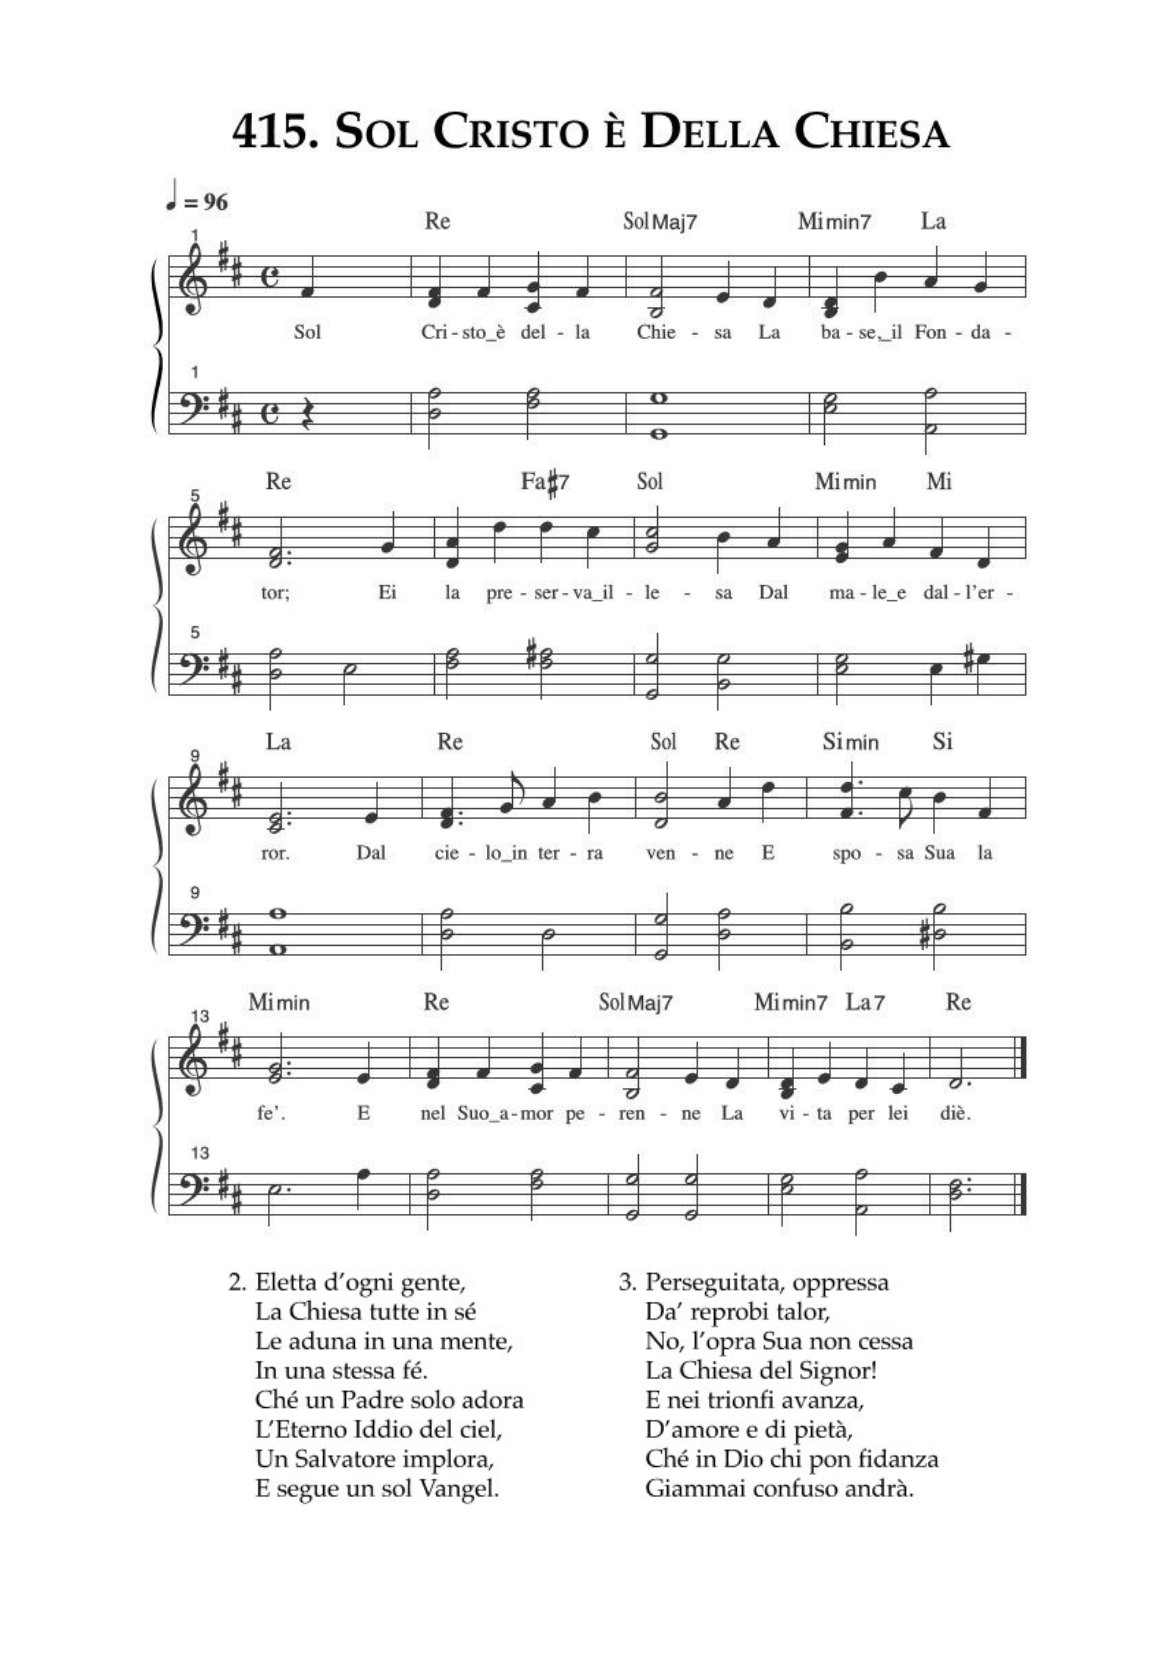 415. Sol Cristo è Della Chiesa
= 96
Re SolMaj7 Mimin7 La
1
Sol Cri - sto_è del - la Chie - sa La ba - se,_il Fon - da -
1
Re Fa#7 Sol Mimin Mi
5
tor; Ei la pre - ser - va_il - le - sa Dal ma - le_e dal - l'er -
5
La Re Sol Re Simin Si
9
ror. Dal cie - lo_in ter - ra ven - ne E spo - sa Sua la
9
Mimin Re SolMaj7 Mimin7 La7 Re
13
fe'. E nel Suo_a-mor pe - ren - ne La vi - ta per lei diè.
13
2. Eletta d'ogni gente,
La Chiesa tutte in sé
Le aduna in una mente,
In una stessa fé.
Ché un Padre solo adora
L'Eterno Iddio del ciel,
Un Salvatore implora,
E segue un sol Vangel.
3. Perseguitata, oppressa
Da' reprobi talor,
No, l'opra Sua non cessa
La Chiesa del Signor!
E nei trionfi avanza,
D'amore e di pietà,
Ché in Dio chi pon fidanza
Giammai confuso andrà.